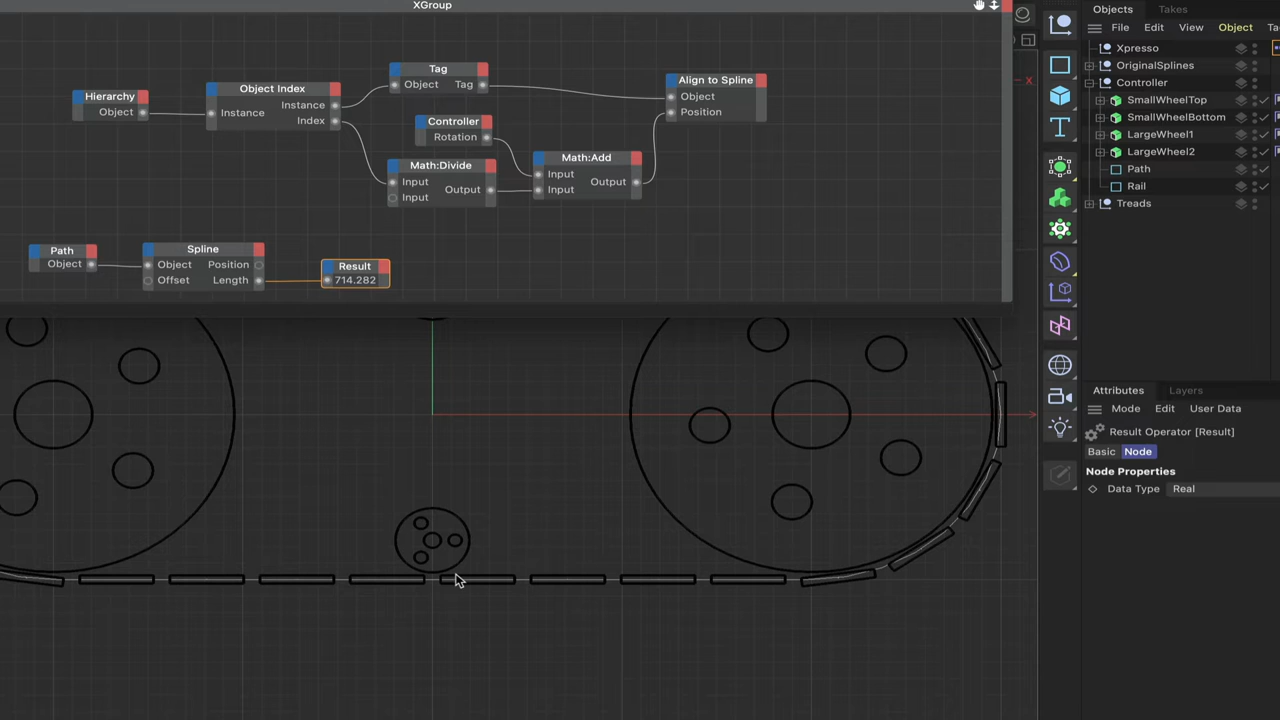 XGroup
Hierarchy
Object
Object Index
Instance
Instance
Index
Tag
Object Tag
Controller
Rotation
Math:Divide
Input
Output
Input
Math:Add
Input
Output
Input
Align to Spline
Object
Position
Path
Object
Spline
Object Position
Offset Length
Result
714.282
X
Objects Takes
File Edit View Object
Xpresso
OriginalSplines
Controller
SmallWheelTop
SmallWheelBottom
LargeWheel1
LargeWheel2
Path
Rail
Treads
Attributes Layers
Mode Edit User Data
Result Operator [Result]
Basic Node
Node Properties
Data Type Real